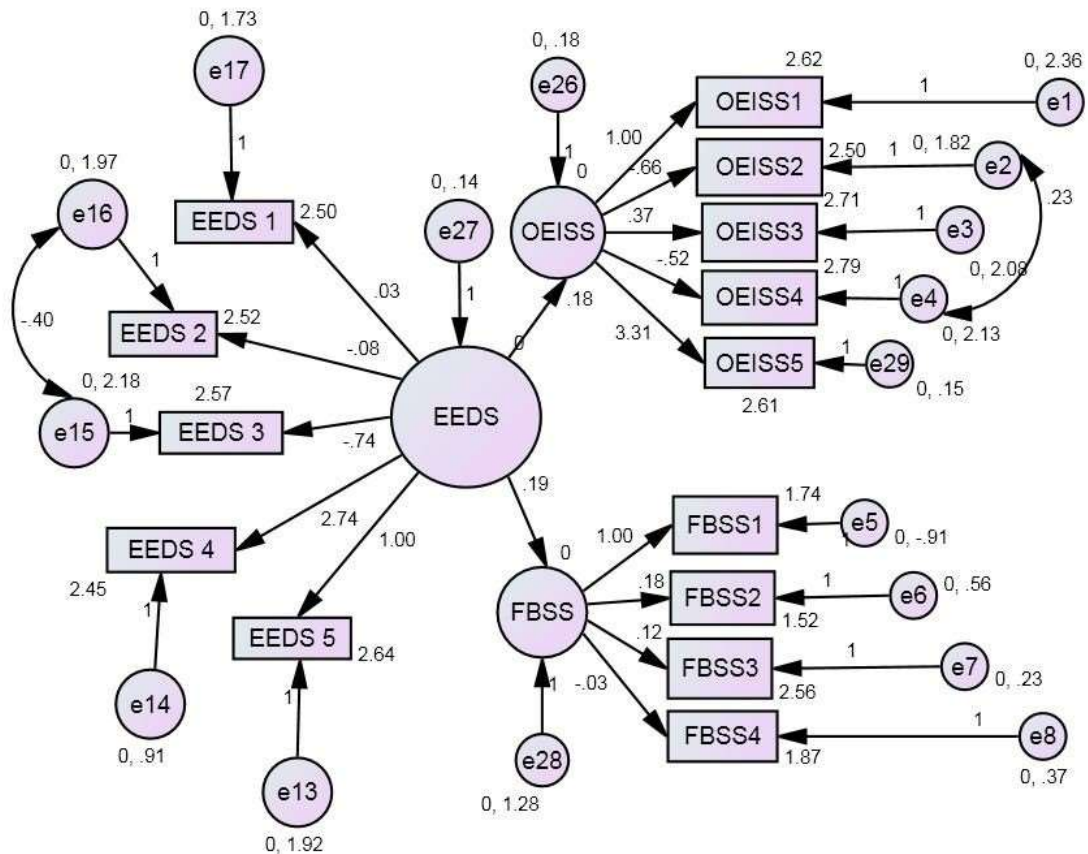 0, 1.73
e17
1
0, 1.97
e16
1
EEDS 1
2.50
.03
-.40
EEDS 2
2.52
-.08
0, 2.18
e15
1
2.57
EEDS 3
-.74
0, .14
e27
1
0
EEDS
2.74
EEDS 4
2.45
1
e14
0, .91
1.00
EEDS 5
2.64
1
e13
0, 1.92
0, .18
e26
1
0
OEISS
.18
1.00
2.62
OEISS1
1
0, 2.36
e1
-.66
OEISS2
2.50
1
0, 1.82
e2
.23
.37
2.71
OEISS3
1
e3
0, 2.08
-.52
OEISS4
2.79
1
e4
0, 2.13
3.31
OEISS5
1
e29
2.61
0, .15
.19
0
FBSS
1
e28
0, 1.28
1.00
FBSS1
1.74
1
e5
0, -.91
.18
FBSS2
1.52
1
e6
0, .56
.12
FBSS3
2.56
1
e7
0, .23
-.03
FBSS4
1.87
1
e8
0, .37